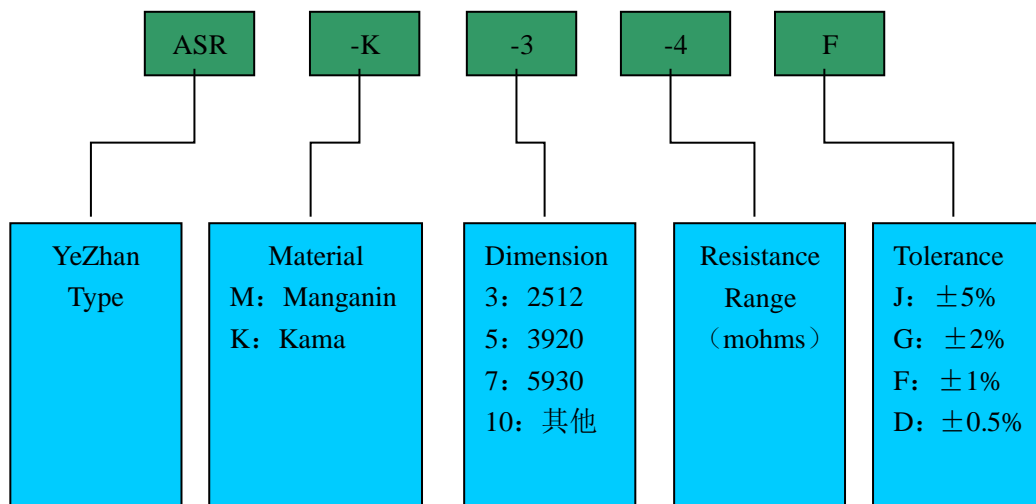 ASR
-K
-3
-4
F
YeZhan
Type
Material
M：Manganin
K：Kama
Dimension
3：2512
5：3920
7：5930
10：其他
Resistance
Range
（mohms）
Tolerance
J：±5%
G：±2%
F：±1%
D：±0.5%